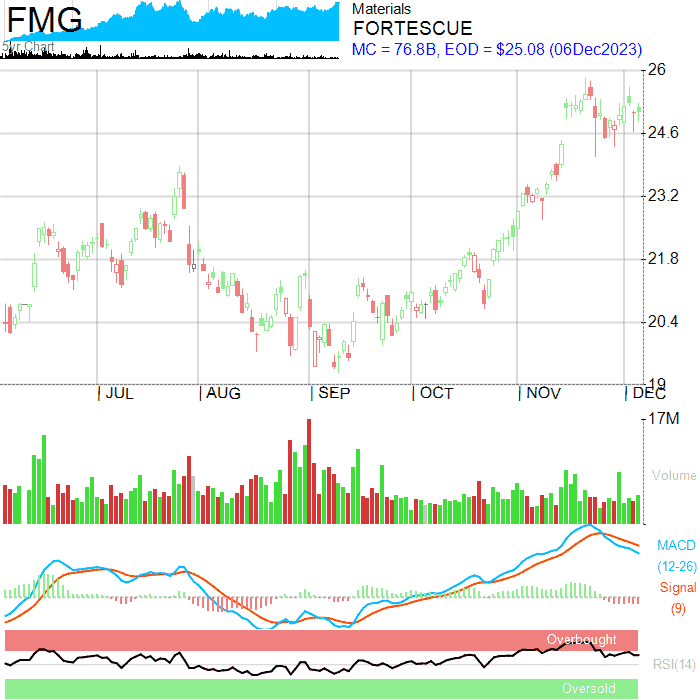 FMG
5yr Chart
Materials
FORTESCUE
MC = 76.8B, EOD = $25.08 (06Dec2023)
26
24.6
23.2
21.8
20.4
19
| JUL | AUG | SEP | OCT | NOV | DEC
17M
Volume
MACD
(12-26)
Signal
(9)
Overbought
RSI(14)
Oversold